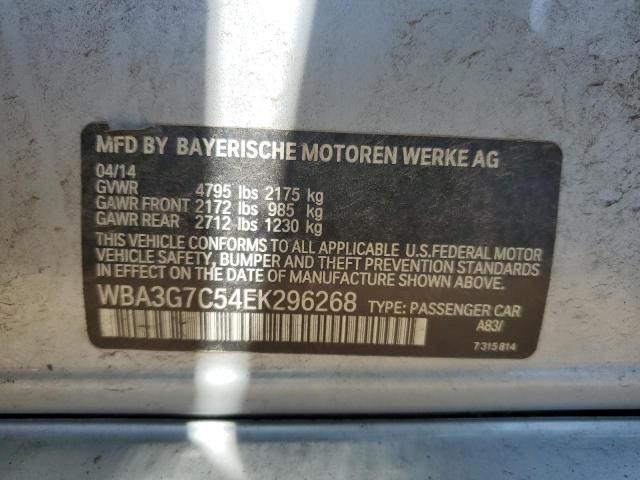 MFD BY BAYERISCHE MOTOREN WERKE AG
04/14
GVWR 4795 lbs 2175 kg
GAWR FRONT 2172 lbs 985 kg
GAWR REAR 2712 lbs 1230 kg
THIS VEHICLE CONFORMS TO ALL APPLICABLE U.S.FEDERAL MOTOR
VEHICLE SAFETY, BUMPER AND THEFT PREVENTION STANDARDS
IN EFFECT ON THE DATE OF MANUFACTURE SHOWN ABOVE.
WBA3G7C54EK296268 TYPE: PASSENGER CAR
A83/
7315814